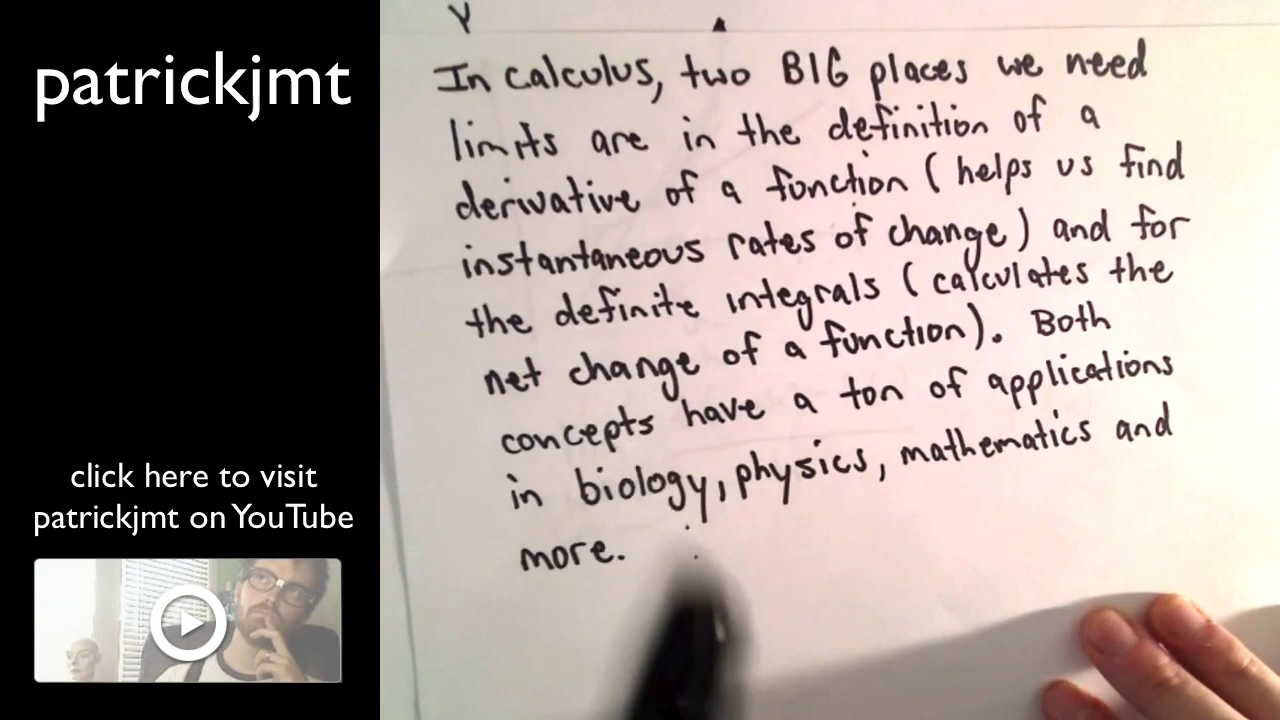 patrickjmt
click here to visit
patrickjmt on YouTube
Y
In calculus, two BIG places we need
limits are in the definition of a
derivative of a function (helps us find
instantaneous rates of change) and for
the definite integrals (calculates the
net change of a function). Both
concepts have a ton of applications
in biology, physics, mathematics and
more.